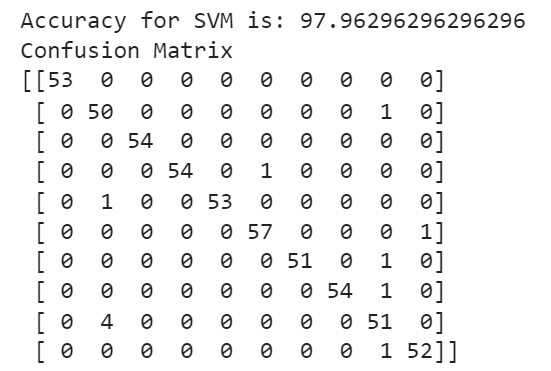 Accuracy for SVM is: 97.96296296296296
Confusion Matrix
[[53  0  0  0  0  0  0  0  0  0]
 [ 0 50  0  0  0  0  0  0  1  0]
 [ 0  0 54  0  0  0  0  0  0  0]
 [ 0  0  0 54  0  1  0  0  0  0]
 [ 0  1  0  0 53  0  0  0  0  0]
 [ 0  0  0  0  0 57  0  0  0  1]
 [ 0  0  0  0  0  0 51  0  1  0]
 [ 0  0  0  0  0  0  0 54  1  0]
 [ 0  4  0  0  0  0  0  0 51  0]
 [ 0  0  0  0  0  0  0  0  1 52]]